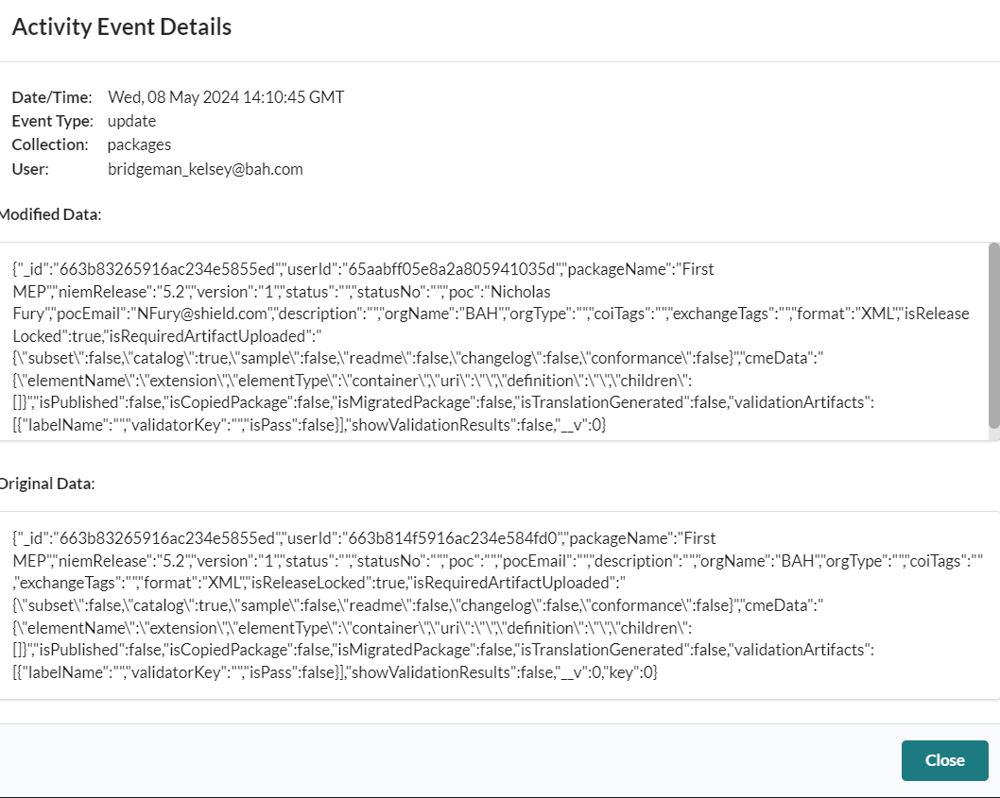 Activity Event Details
Date/Time: Wed, 08 May 2024 14:10:45 GMT
Event Type: update
Collection: packages
User: bridgeman_kelsey@bah.com
Modified Data:
{"_id":"663b83265916ac234e5855ed","userId":"65aabff05e8a2a805941035d","packageName":"First
MEP","niemRelease":"5.2","version":"1","status":"","statusNo":"","poc":"Nicholas
Fury","pocEmail":"NFury@shield.com","description":"","orgName":"BAH","orgType":"","coiTags":"","exchangeTags":"","format":"XML","isRelease
Locked":true,"isRequiredArtifactUploaded":"
{\"subset\":false,\"catalog\":true,\"sample\":false,\"readme\":false,\"changelog\":false,\"conformance\":false}","cmeData":"
{\"elementName\":\"extension\",\"elementType\":\"container\",\"uri\":\"\",\"definition\":\"\",\"children\":
[]}","isPublished":false,"isCopiedPackage":false,"isMigratedPackage":false,"isTranslationGenerated":false,"validationArtifacts":
[{"labelName":"","validatorKey":"","isPass":false}],"showValidationResults":false,"__v":0}
Original Data:
{"_id":"663b83265916ac234e5855ed","userId":"663b814f5916ac234e584fd0","packageName":"First
MEP","niemRelease":"5.2","version":"1","status":"","statusNo":"","poc":"","pocEmail":"","description":"","orgName":"BAH","orgType":"","coiTags":""
,"exchangeTags":"","format":"XML","isReleaseLocked":true,"isRequiredArtifactUploaded":"
{\"subset\":false,\"catalog\":true,\"sample\":false,\"readme\":false,\"changelog\":false,\"conformance\":false}","cmeData":"
{\"elementName\":\"extension\",\"elementType\":\"container\",\"uri\":\"\",\"definition\":\"\",\"children\":
[]}","isPublished":false,"isCopiedPackage":false,"isMigratedPackage":false,"isTranslationGenerated":false,"validationArtifacts":
[{"labelName":"","validatorKey":"","isPass":false}],"showValidationResults":false,"__v":0,"key":0}
Close